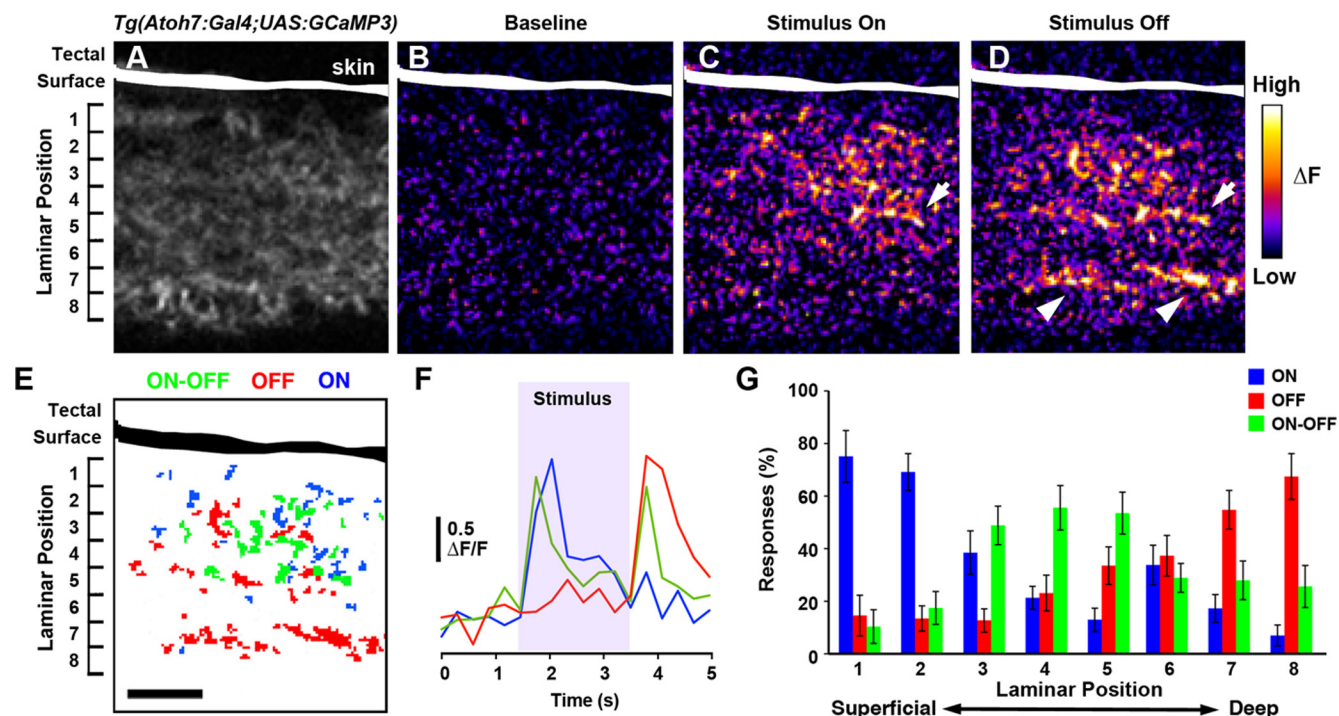 Tg(Atoh7:Gal4;UAS:GCaMP3)
Baseline
Stimulus On
Stimulus Off
Tectal
Surface
A
skin
B
C
D
Laminar Position
1
2
3
4
5
6
7
8
High
ΔF
Low
E
ON-OFF OFF ON
Tectal
Surface
Laminar Position
1
2
3
4
5
6
7
8
F
Stimulus
0.5
ΔF/F
0 1 2 3 4 5
Time (s)
G
ON
OFF
ON-OFF
Responses (%)
100
80
60
40
20
0
1 2 3 4 5 6 7 8
Laminar Position
Superficial Deep